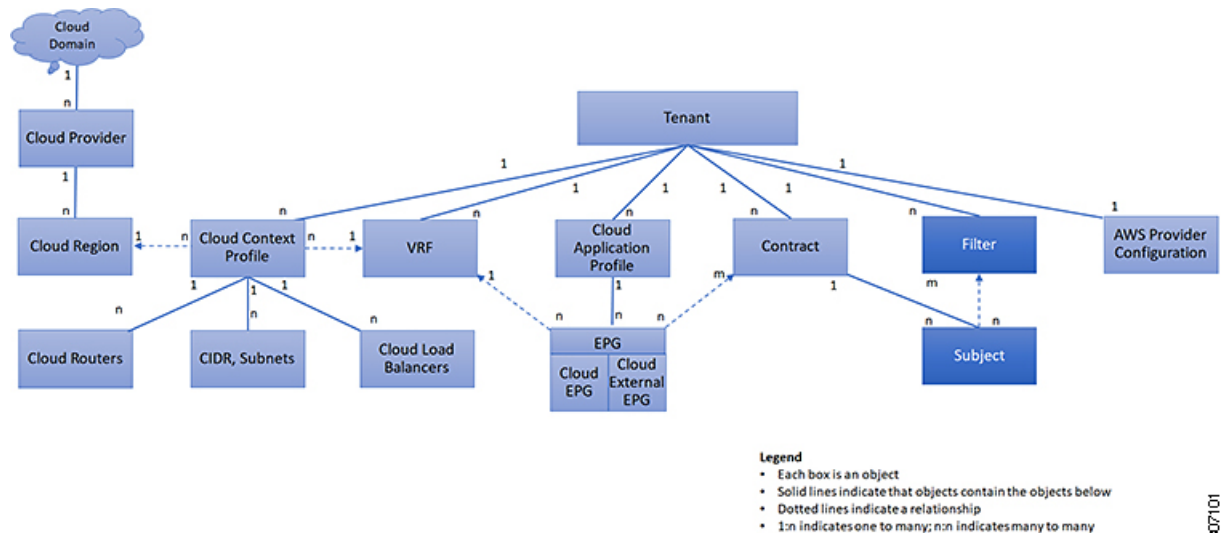 Cloud
Domain
1
n
Cloud Provider
1
n
Cloud Region
Tenant
1
1
1
1
1
1
n
n
n
n
n
1
1
n
Cloud Context
Profile
n
1
VRF
Cloud
Application
Profile
Contract
Filter
AWS Provider
Configuration
1
1
1
n
n
n
1
1
m
1
m
n
n
n
n
n
Cloud Routers
CIDR, Subnets
Cloud Load
Balancers
EPG
Cloud
EPG
Cloud
External
EPG
Subject
Legend
• Each box is an object
• Solid lines indicate that objects contain the objects below
• Dotted lines indicate a relationship
• 1:n indicates one to many; n:n indicates many to many